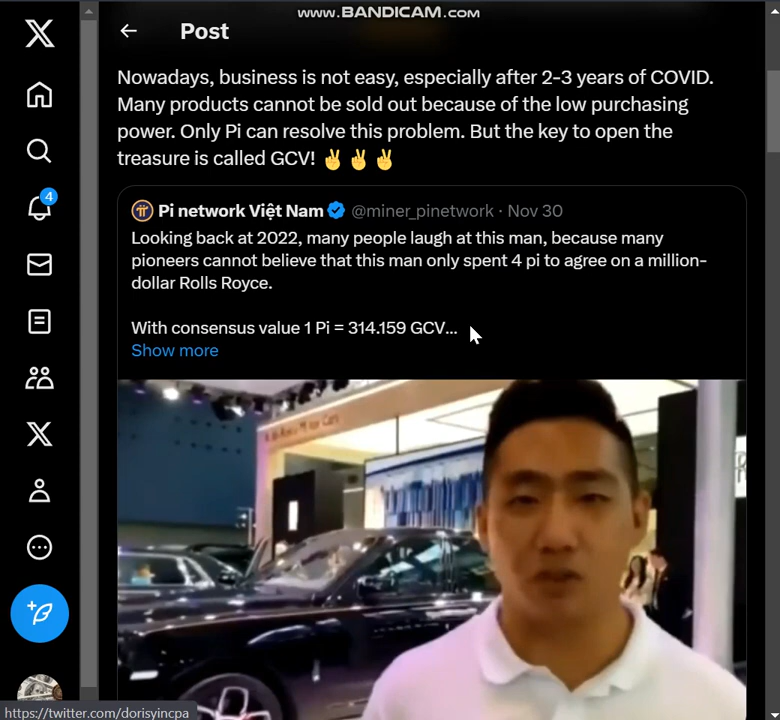 www.BANDICAM.com
Post
Nowadays, business is not easy, especially after 2-3 years of COVID.
Many products cannot be sold out because of the low purchasing
power. Only Pi can resolve this problem. But the key to open the
treasure is called GCV! ✌️ ✌️ ✌️
4
Pi network Việt Nam @miner_pinetwork · Nov 30
Looking back at 2022, many people laugh at this man, because many
pioneers cannot believe that this man only spent 4 pi to agree on a million-
dollar Rolls Royce.
With consensus value 1 Pi = 314.159 GCV...
Show more
https://twitter.com/dorisyincpa